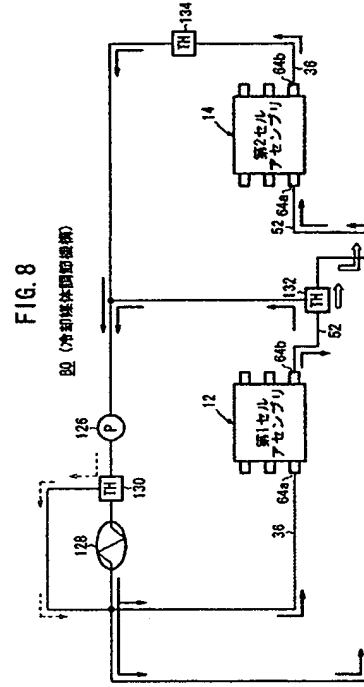 FIG. 8
80 (冷却媒体調節機構)
128
130
TH
126
P
134
TH
12
第1セル
アセンブリ
64a
64b
36
52
132
TH
14
第2セル
アセンブリ
64a
64b
52
36